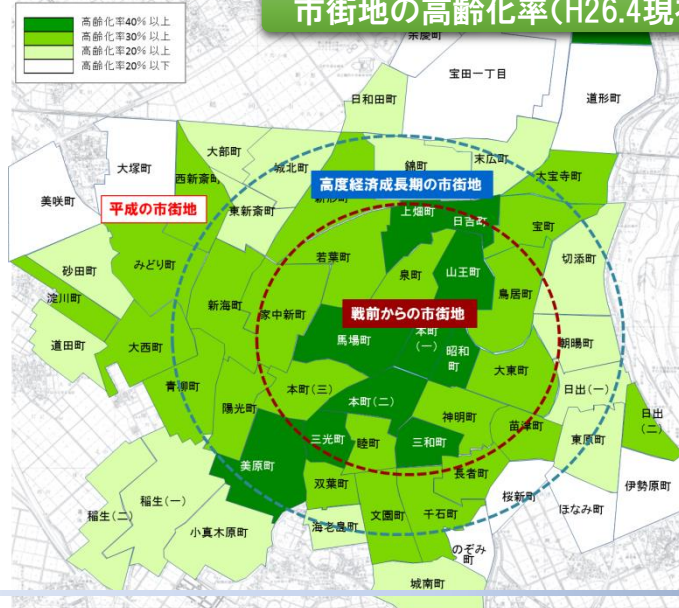 市街地の高齢化率(H26.4現
高齢化率40％以上
高齢化率30％以上
高齢化率20％以上
高齢化率20％以下
宝田一丁目
道形町
日和田町
大部町
城北町
錦町
末広町
大塚町
西新斎町
大宝寺町
高度経済成長期の市街地
美咲町
平成の市街地
東新斎町
上畑町
日吉町
宝町
若葉町
切添町
砂田町
みどり町
泉町
山王町
淀川町
新海町
家中新町
鳥居町
戦前からの市街地
道田町
大西町
馬場町
本町
(一)
昭和
町
朝暘町
青柳町
本町(三)
大東町
日出(一)
陽光町
本町(二)
神明町
苗津町
日出
(二)
三光町
睦町
三和町
東原町
美原町
長者町
双葉町
桜新町
伊勢原町
稲生(一)
稲生(二)
文園町
千石町
ほなみ町
小真木原町
海老島町
のぞみ
町
城南町